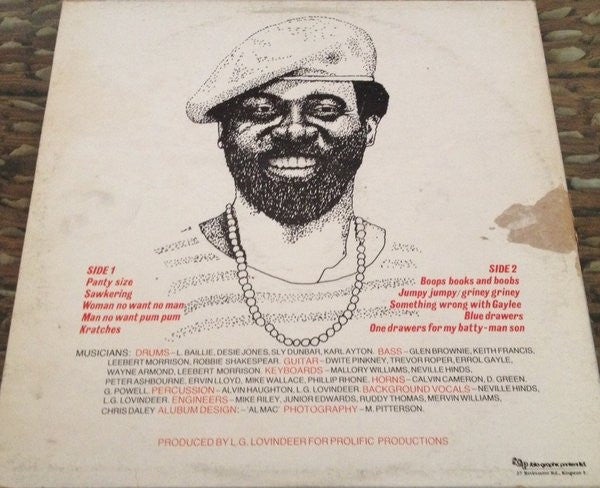 SIDE 1
Panty size
Sawkering
Woman no want no man
Man no want pum pum
Kratches
SIDE 2
Boops books and boobs
Jumpy jumpy/griney griney
Something wrong with Gaylee
Blue drawers
One drawers for my batty-man son
MUSICIANS: DRUMS–L. BAILLIE, DESIE JONES, SLY DUNBAR, KARL AYTON. BASS–GLEN BROWNIE, KEITH FRANCIS,
LEEBERT MORRISON, ROBBIE SHAKESPEAR. GUITAR–DWITE PINKNEY, TREVOR ROPER, ERROL GAYLE,
WAYNE ARMOND, LEEBERT MORRISON. KEYBOARDS–MALLORY WILLIAMS, NEVILLE HINDS,
PETER ASHBOURNE, ERVIN LLOYD, MIKE WALLACE, PHILLIP RHONE. HORNS–CALVIN CAMERON, D. GREEN.
G. POWELL. PERCUSSION–ALVIN HAUGHTON, L.G. LOVINDEER. BACKGROUND VOCALS–NEVILLE HINDS,
L.G. LOVINDEER. ENGINEERS–MIKE RILEY, JUNIOR EDWARDS, RUDDY THOMAS, MERVIN WILLIAMS,
CHRIS DALEY ALUBUM DESIGN:–'AL MAC' PHOTOGRAPHY–M. PITTERSON.
PRODUCED BY L.G. LOVINDEER FOR PROLIFIC PRODUCTIONS